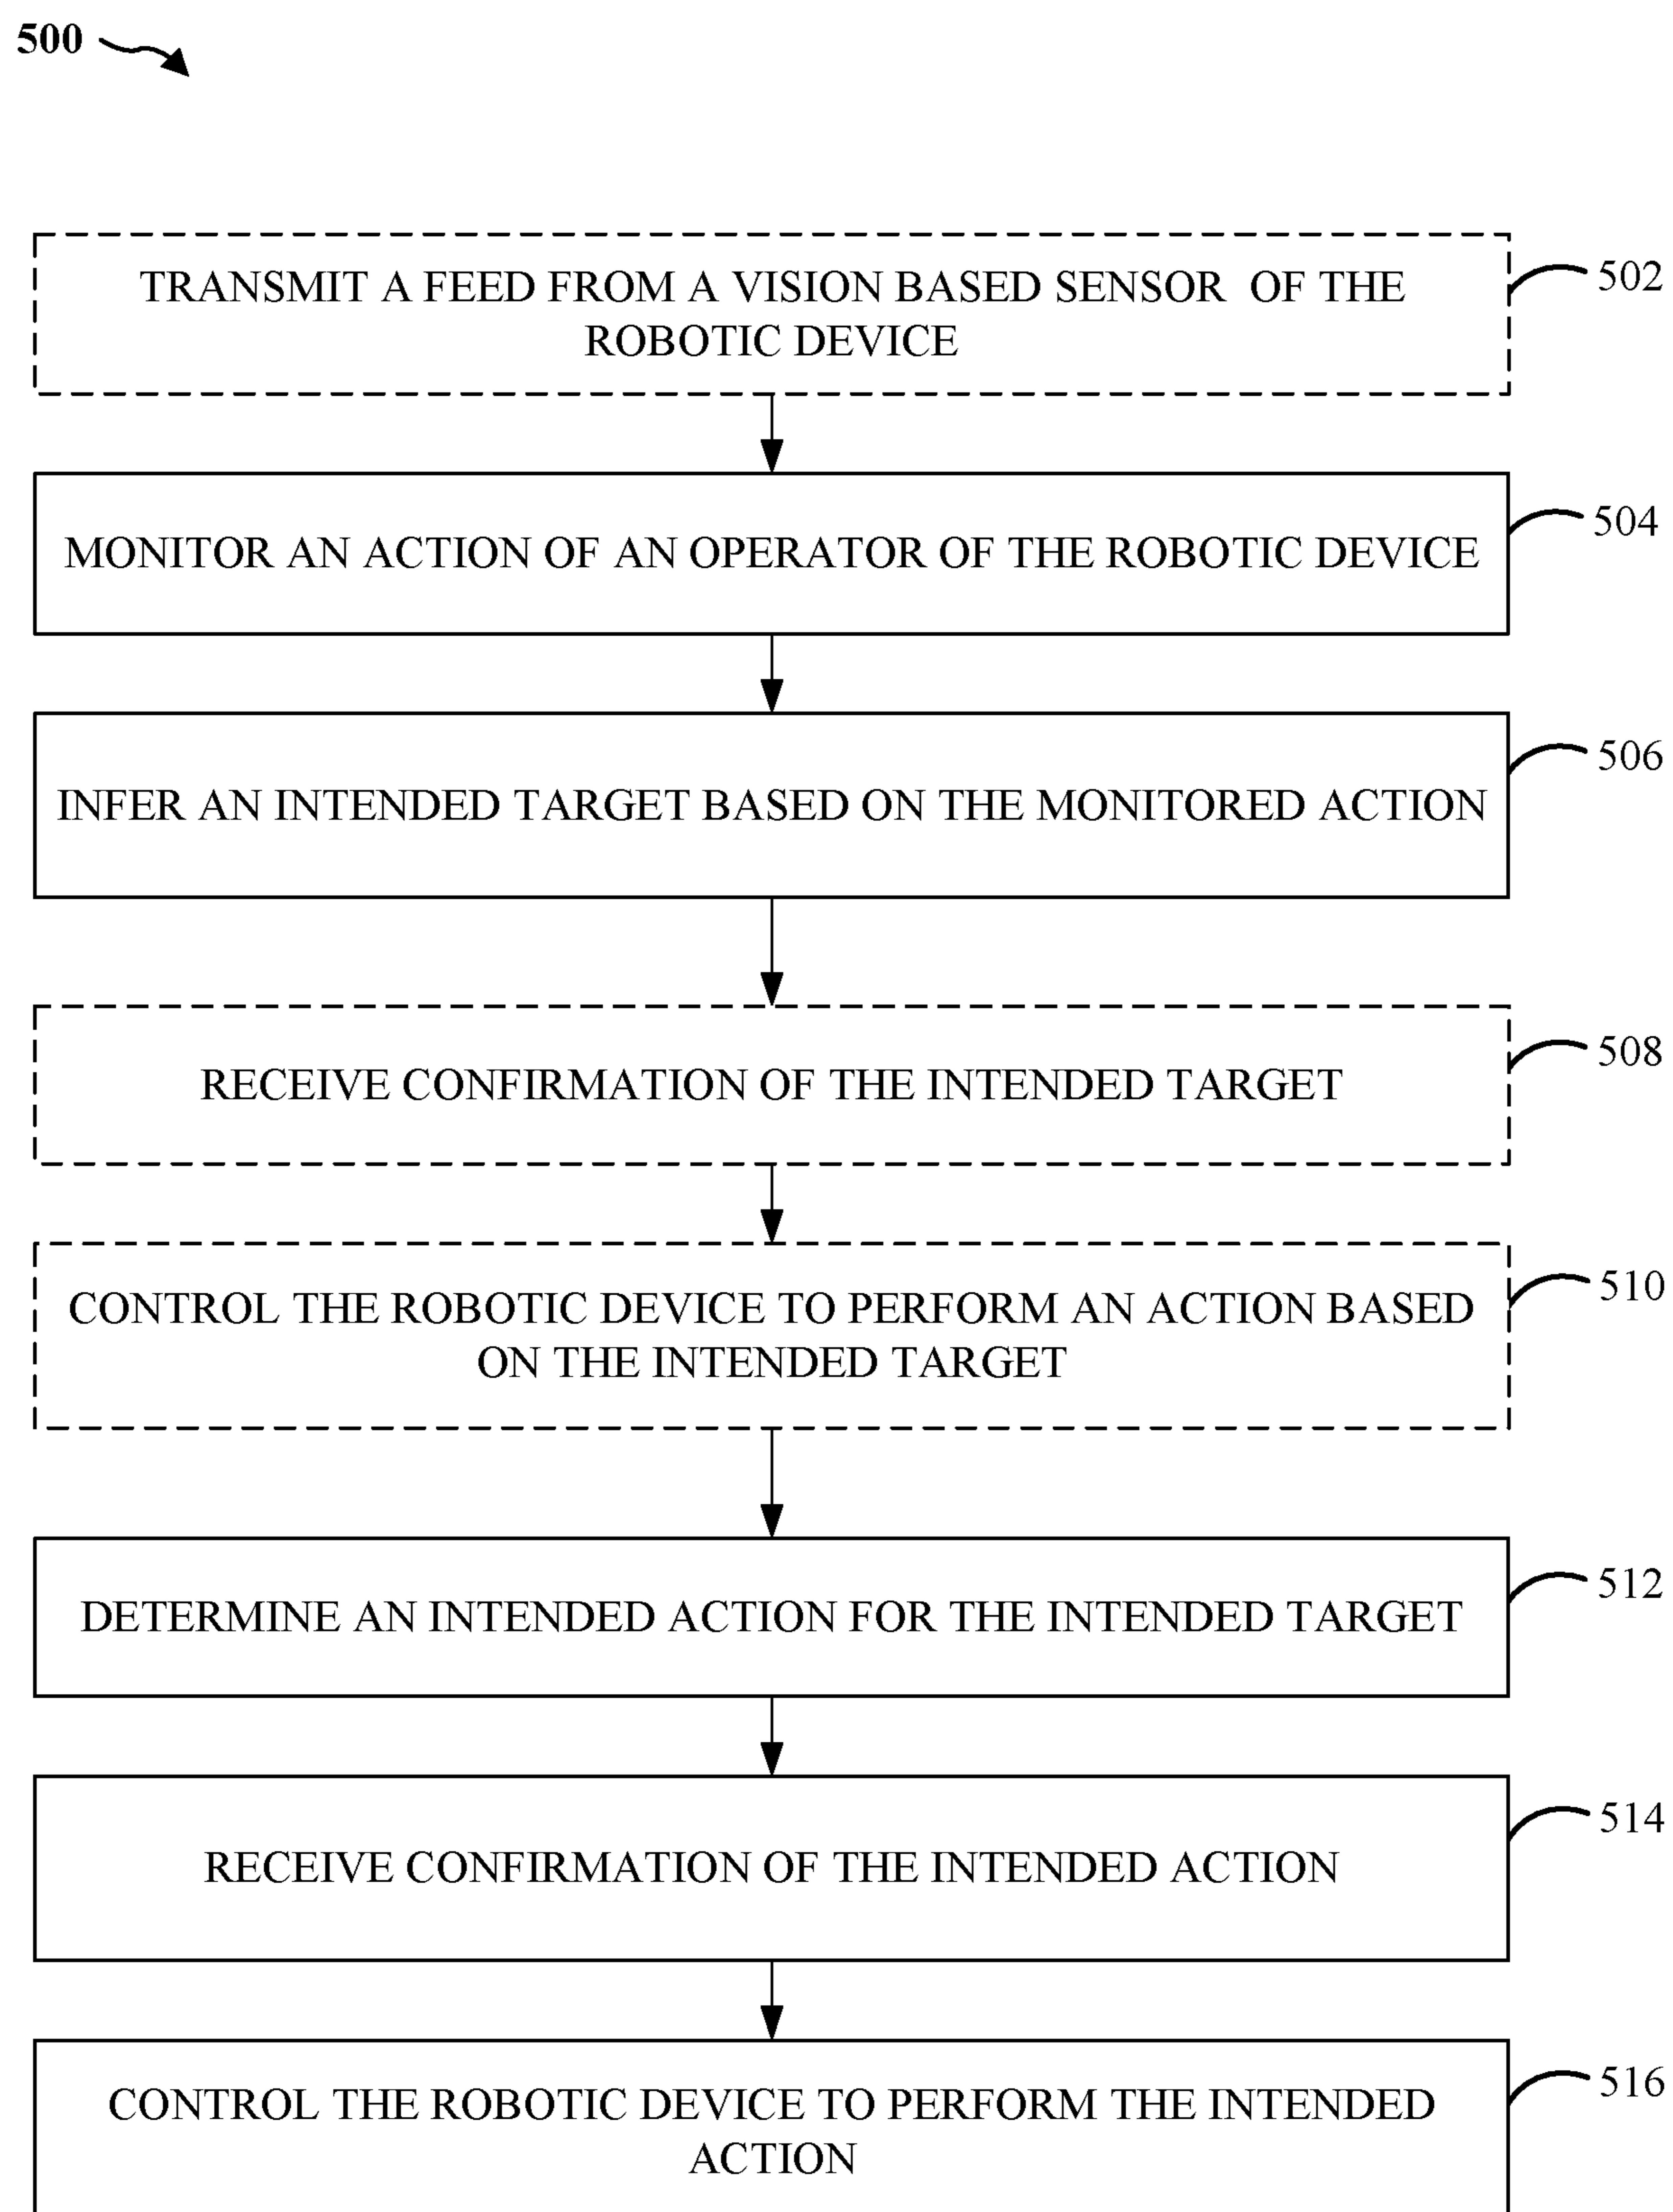 500
TRANSMIT A FEED FROM A VISION BASED SENSOR OF THE
ROBOTIC DEVICE
502
MONITOR AN ACTION OF AN OPERATOR OF THE ROBOTIC DEVICE
504
INFER AN INTENDED TARGET BASED ON THE MONITORED ACTION
506
RECEIVE CONFIRMATION OF THE INTENDED TARGET
508
CONTROL THE ROBOTIC DEVICE TO PERFORM AN ACTION BASED
ON THE INTENDED TARGET
510
DETERMINE AN INTENDED ACTION FOR THE INTENDED TARGET
512
RECEIVE CONFIRMATION OF THE INTENDED ACTION
514
CONTROL THE ROBOTIC DEVICE TO PERFORM THE INTENDED
ACTION
516